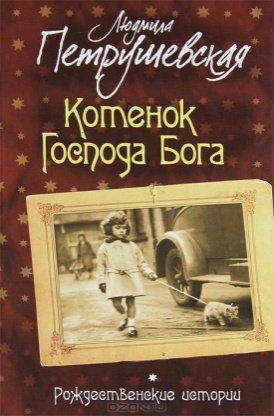 Людмила
Петрушевская
Котенок
Господа Бога
Рождественские истории